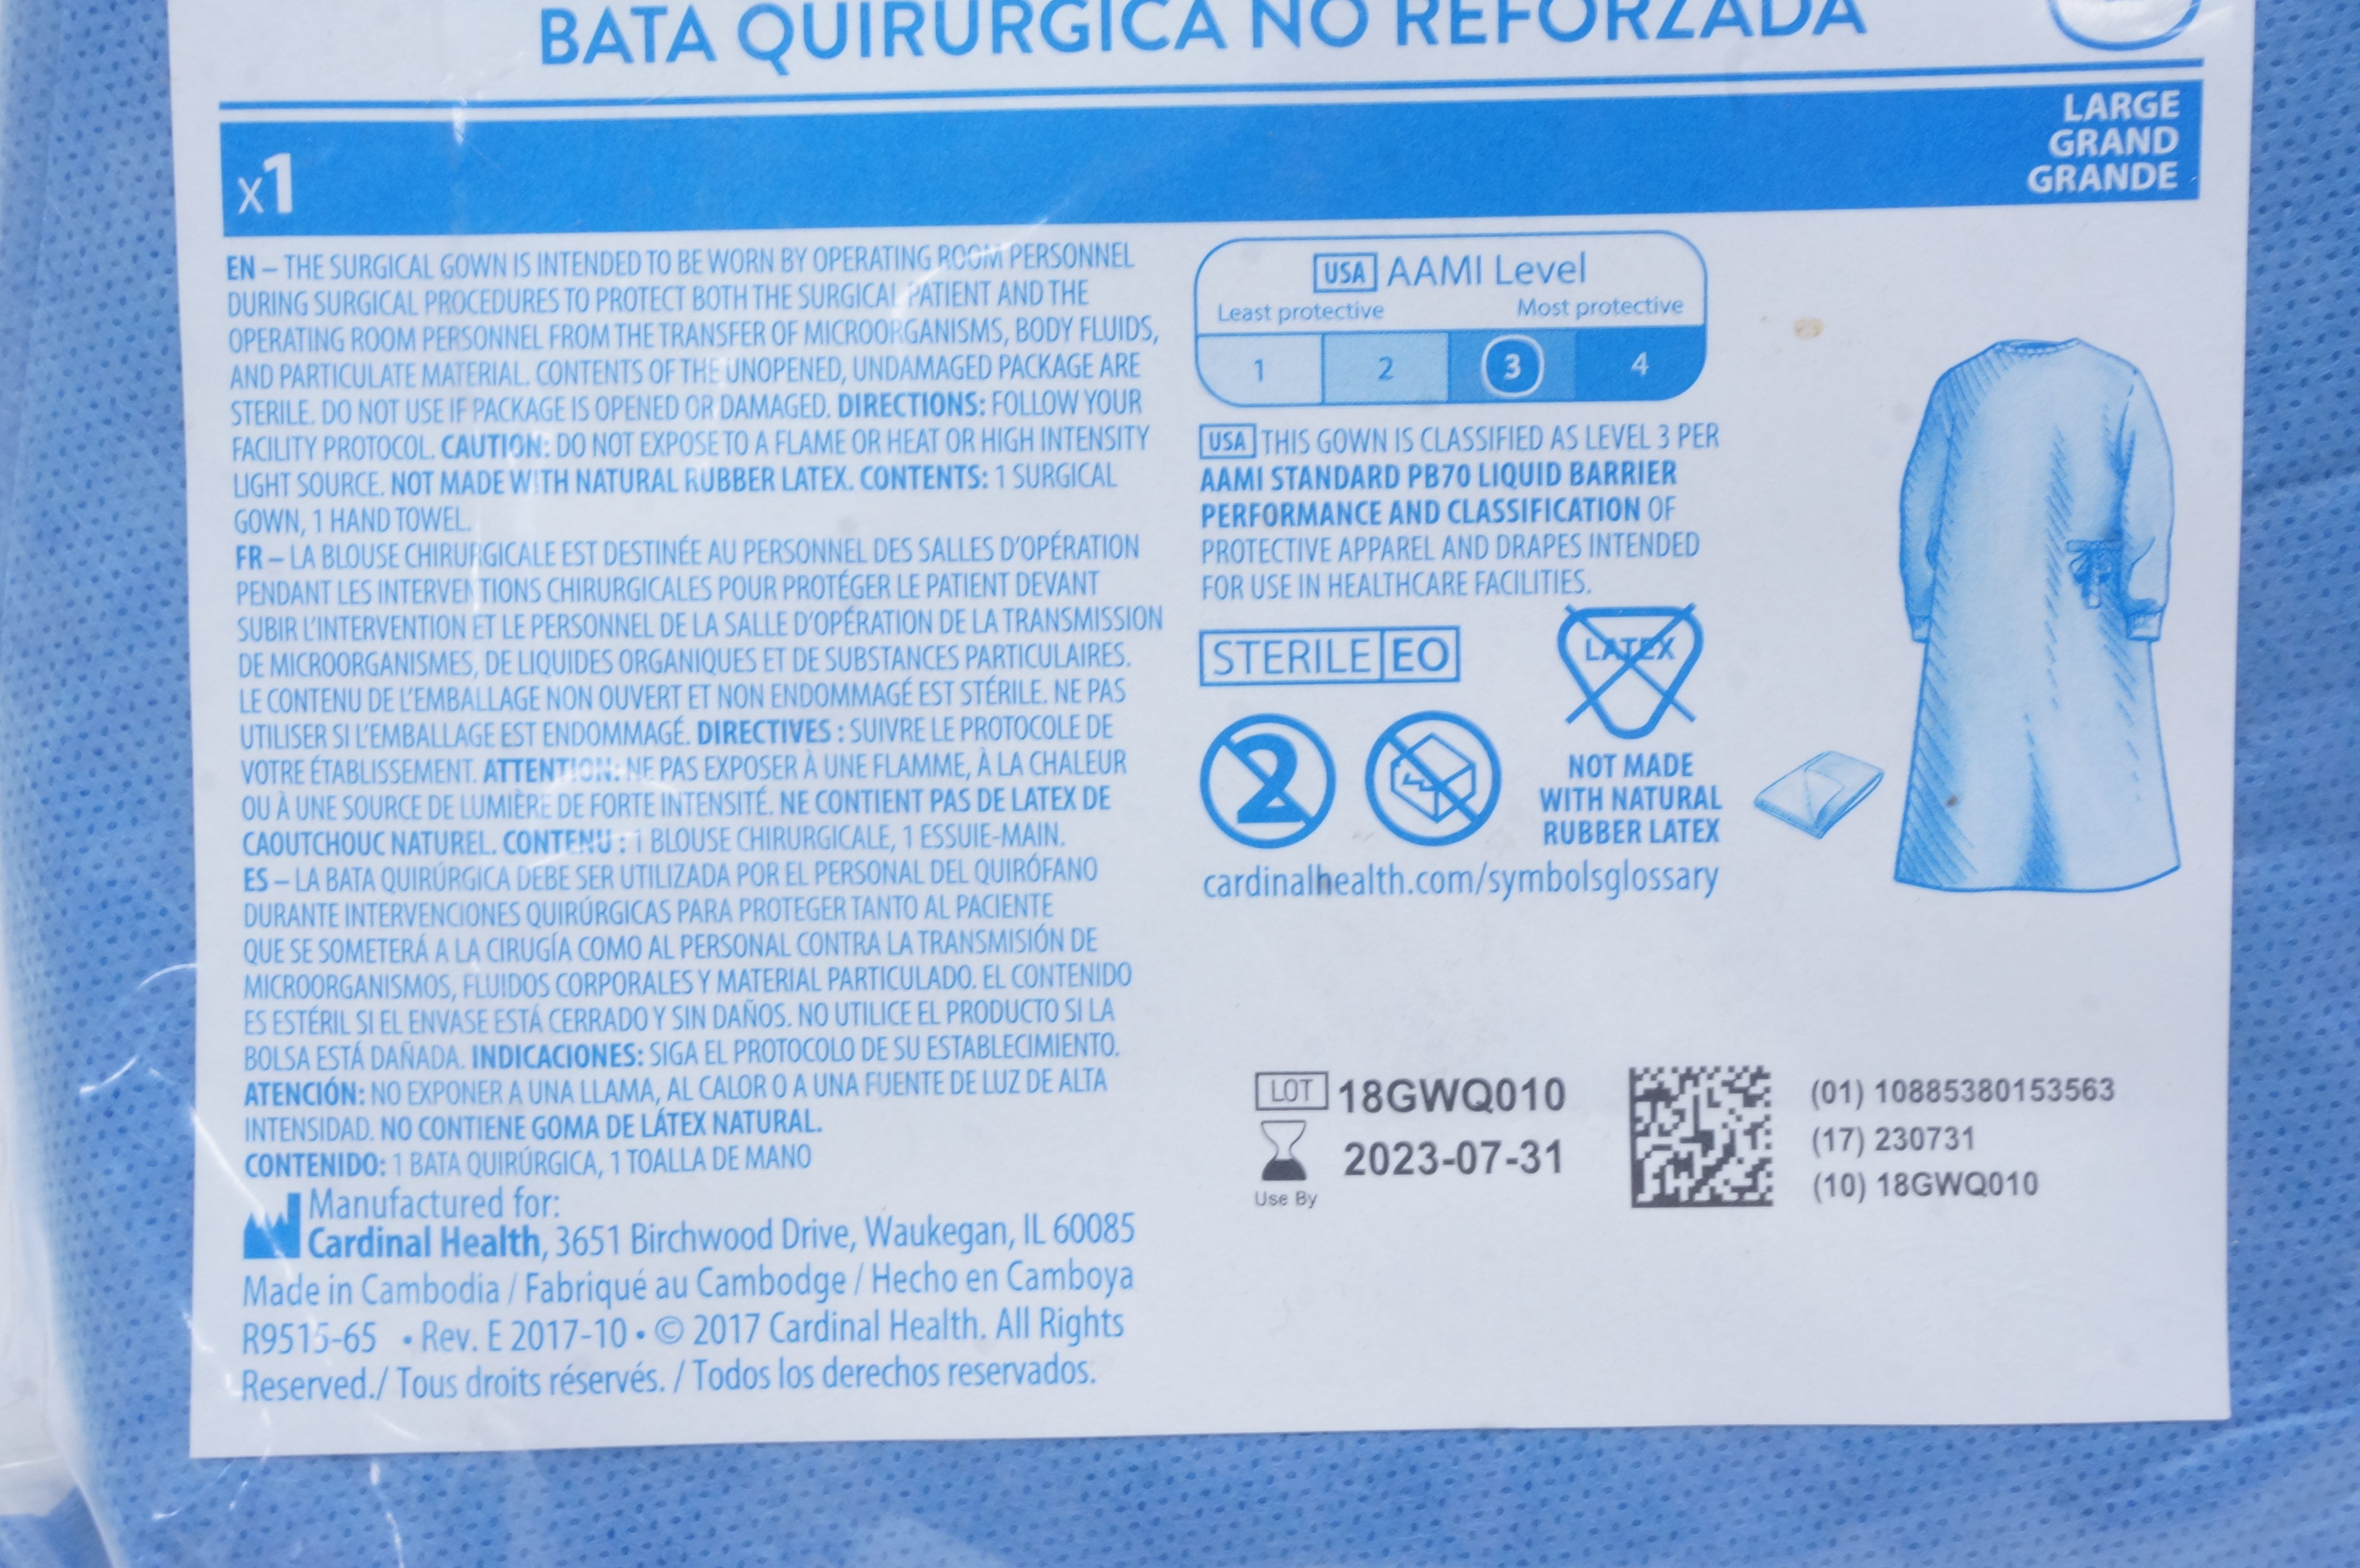 BATA QUIRÚRGICA NO REFORZADA
x1
LARGE
GRAND
GRANDE
EN – THE SURGICAL GOWN IS INTENDED TO BE WORN BY OPERATING ROOM PERSONNEL
DURING SURGICAL PROCEDURES TO PROTECT BOTH THE SURGICAL PATIENT AND THE
OPERATING ROOM PERSONNEL FROM THE TRANSFER OF MICROORGANISMS, BODY FLUIDS,
AND PARTICULATE MATERIAL. CONTENTS OF THE UNOPENED, UNDAMAGED PACKAGE ARE
STERILE. DO NOT USE IF PACKAGE IS OPENED OR DAMAGED. DIRECTIONS: FOLLOW YOUR
FACILITY PROTOCOL. CAUTION: DO NOT EXPOSE TO A FLAME OR HEAT OR HIGH INTENSITY
LIGHT SOURCE. NOT MADE WITH NATURAL RUBBER LATEX. CONTENTS: 1 SURGICAL
GOWN, 1 HAND TOWEL.
FR – LA BLOUSE CHIRURGICALE EST DESTINÉE AU PERSONNEL DES SALLES D'OPÉRATION
PENDANT LES INTERVENTIONS CHIRURGICALES POUR PROTÉGER LE PATIENT DEVANT
SUBIR L'INTERVENTION ET LE PERSONNEL DE LA SALLE D'OPÉRATION DE LA TRANSMISSION
DE MICROORGANISMES, DE LIQUIDES ORGANIQUES ET DE SUBSTANCES PARTICULAIRES.
LE CONTENU DE L'EMBALLAGE NON OUVERT ET NON ENDOMMAGÉ EST STÉRILE. NE PAS
UTILISER SI L'EMBALLAGE EST ENDOMMAGÉ. DIRECTIVES : SUIVRE LE PROTOCOLE DE
VOTRE ÉTABLISSEMENT. ATTENTION: NE PAS EXPOSER À UNE FLAMME, À LA CHALEUR
OU À UNE SOURCE DE LUMIÈRE DE FORTE INTENSITÉ. NE CONTIENT PAS DE LATEX DE
CAOUTCHOUC NATUREL. CONTENU : 1 BLOUSE CHIRURGICALE, 1 ESSUIE-MAIN.
ES – LA BATA QUIRÚRGICA DEBE SER UTILIZADA POR EL PERSONAL DEL QUIRÓFANO
DURANTE INTERVENCIONES QUIRÚRGICAS PARA PROTEGER TANTO AL PACIENTE
QUE SE SOMETERÁ A LA CIRUGÍA COMO AL PERSONAL CONTRA LA TRANSMISIÓN DE
MICROORGANISMOS, FLUIDOS CORPORALES Y MATERIAL PARTICULADO. EL CONTENIDO
ES ESTÉRIL SI EL ENVASE ESTÁ CERRADO Y SIN DAÑOS. NO UTILICE EL PRODUCTO SI LA
BOLSA ESTÁ DAÑADA. INDICACIONES: SIGA EL PROTOCOLO DE SU ESTABLECIMIENTO.
ATENCIÓN: NO EXPONER A UNA LLAMA, AL CALOR O A UNA FUENTE DE LUZ DE ALTA
INTENSIDAD. NO CONTIENE GOMA DE LÁTEX NATURAL.
CONTENIDO: 1 BATA QUIRÚRGICA, 1 TOALLA DE MANO
Manufactured for:
Cardinal Health, 3651 Birchwood Drive, Waukegan, IL 60085
Made in Cambodia / Fabriqué au Cambodge / Hecho en Camboya
R9515-65 • Rev. E 2017-10 • © 2017 Cardinal Health. All Rights
Reserved./ Tous droits réservés. / Todos los derechos reservados.
USA AAMI Level
Least protective Most protective
1 2 3 4
USA THIS GOWN IS CLASSIFIED AS LEVEL 3 PER
AAMI STANDARD PB70 LIQUID BARRIER
PERFORMANCE AND CLASSIFICATION OF
PROTECTIVE APPAREL AND DRAPES INTENDED
FOR USE IN HEALTHCARE FACILITIES.
STERILE EO
LATEX
2
NOT MADE
WITH NATURAL
RUBBER LATEX
cardinalhealth.com/symbolsglossary
LOT 18GWQ010
2023-07-31
Use By
(01) 10885380153563
(17) 230731
(10) 18GWQ010